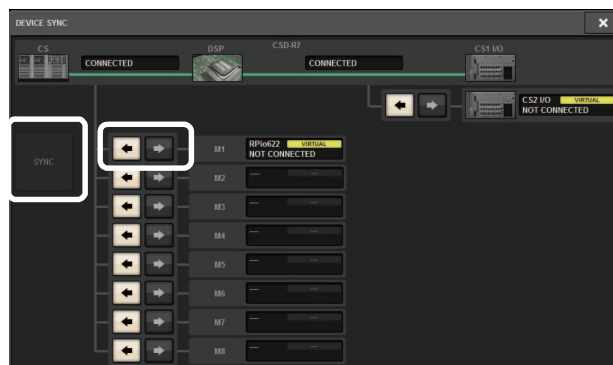 DEVICE SYNC
CS
DSP
CSD-R7
CS1 I/O
CONNECTED
CONNECTED
CS2 I/O VIRTUAL
NOT CONNECTED
SYNC
M1 RPio622 VIRTUAL
NOT CONNECTED
M2 ---- ----
M3 ---- ----
M4 ---- ----
M5 ---- ----
M6 ---- ----
M7 ---- ----
M8 ---- ----